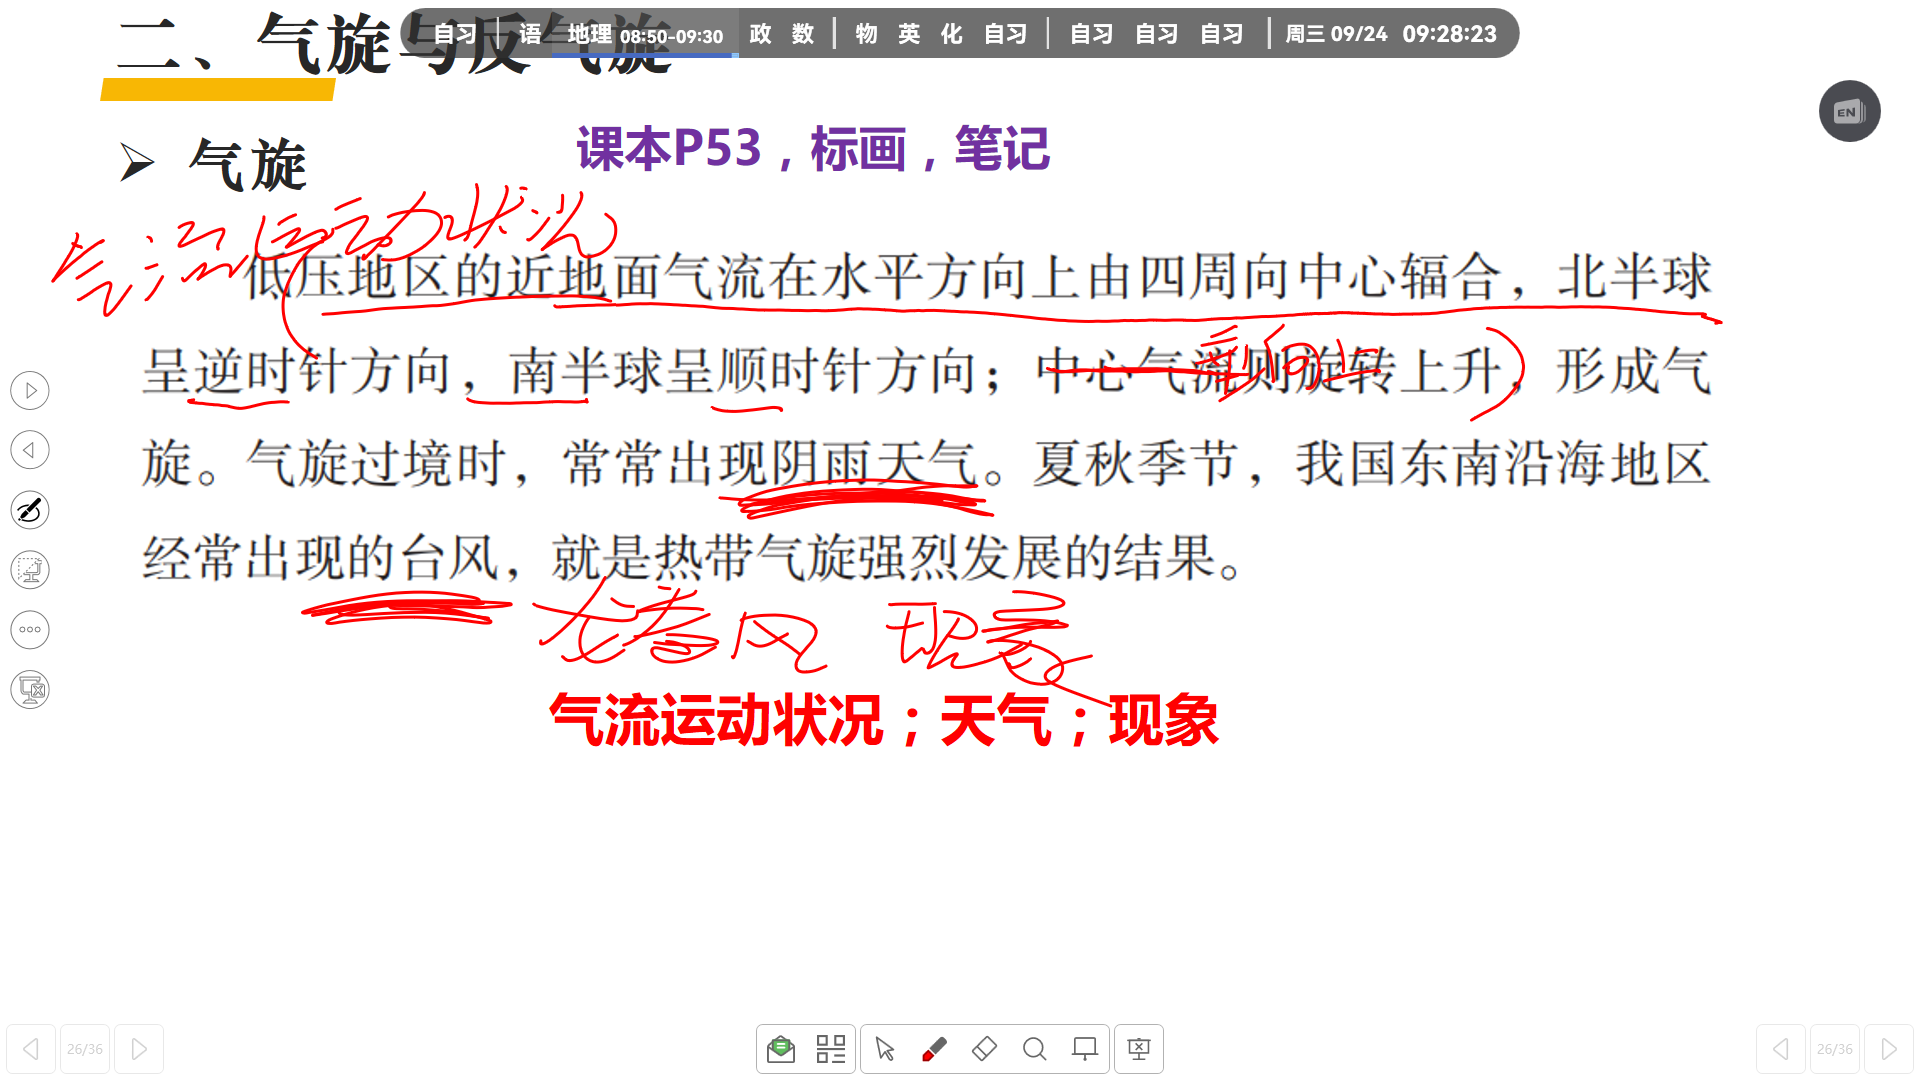 自习 | 语 地理 08:50-09:30 政 数 | 物 英 化 自习 | 自习 自习 自习 | 周三 09/24 09:28:23
二、气旋与反气旋
EN
气旋
课本P53，标画，笔记
气流运动状况
低压地区的近地面气流在水平方向上由四周向中心辐合，北半球
垂向上
呈逆时针方向，南半球呈顺时针方向；中心气流则旋转上升，形成气
旋。气旋过境时，常常出现阴雨天气。夏秋季节，我国东南沿海地区
经常出现的台风，就是热带气旋强烈发展的结果。
龙卷风 现象
气流运动状况；天气；现象
26/36
26/36